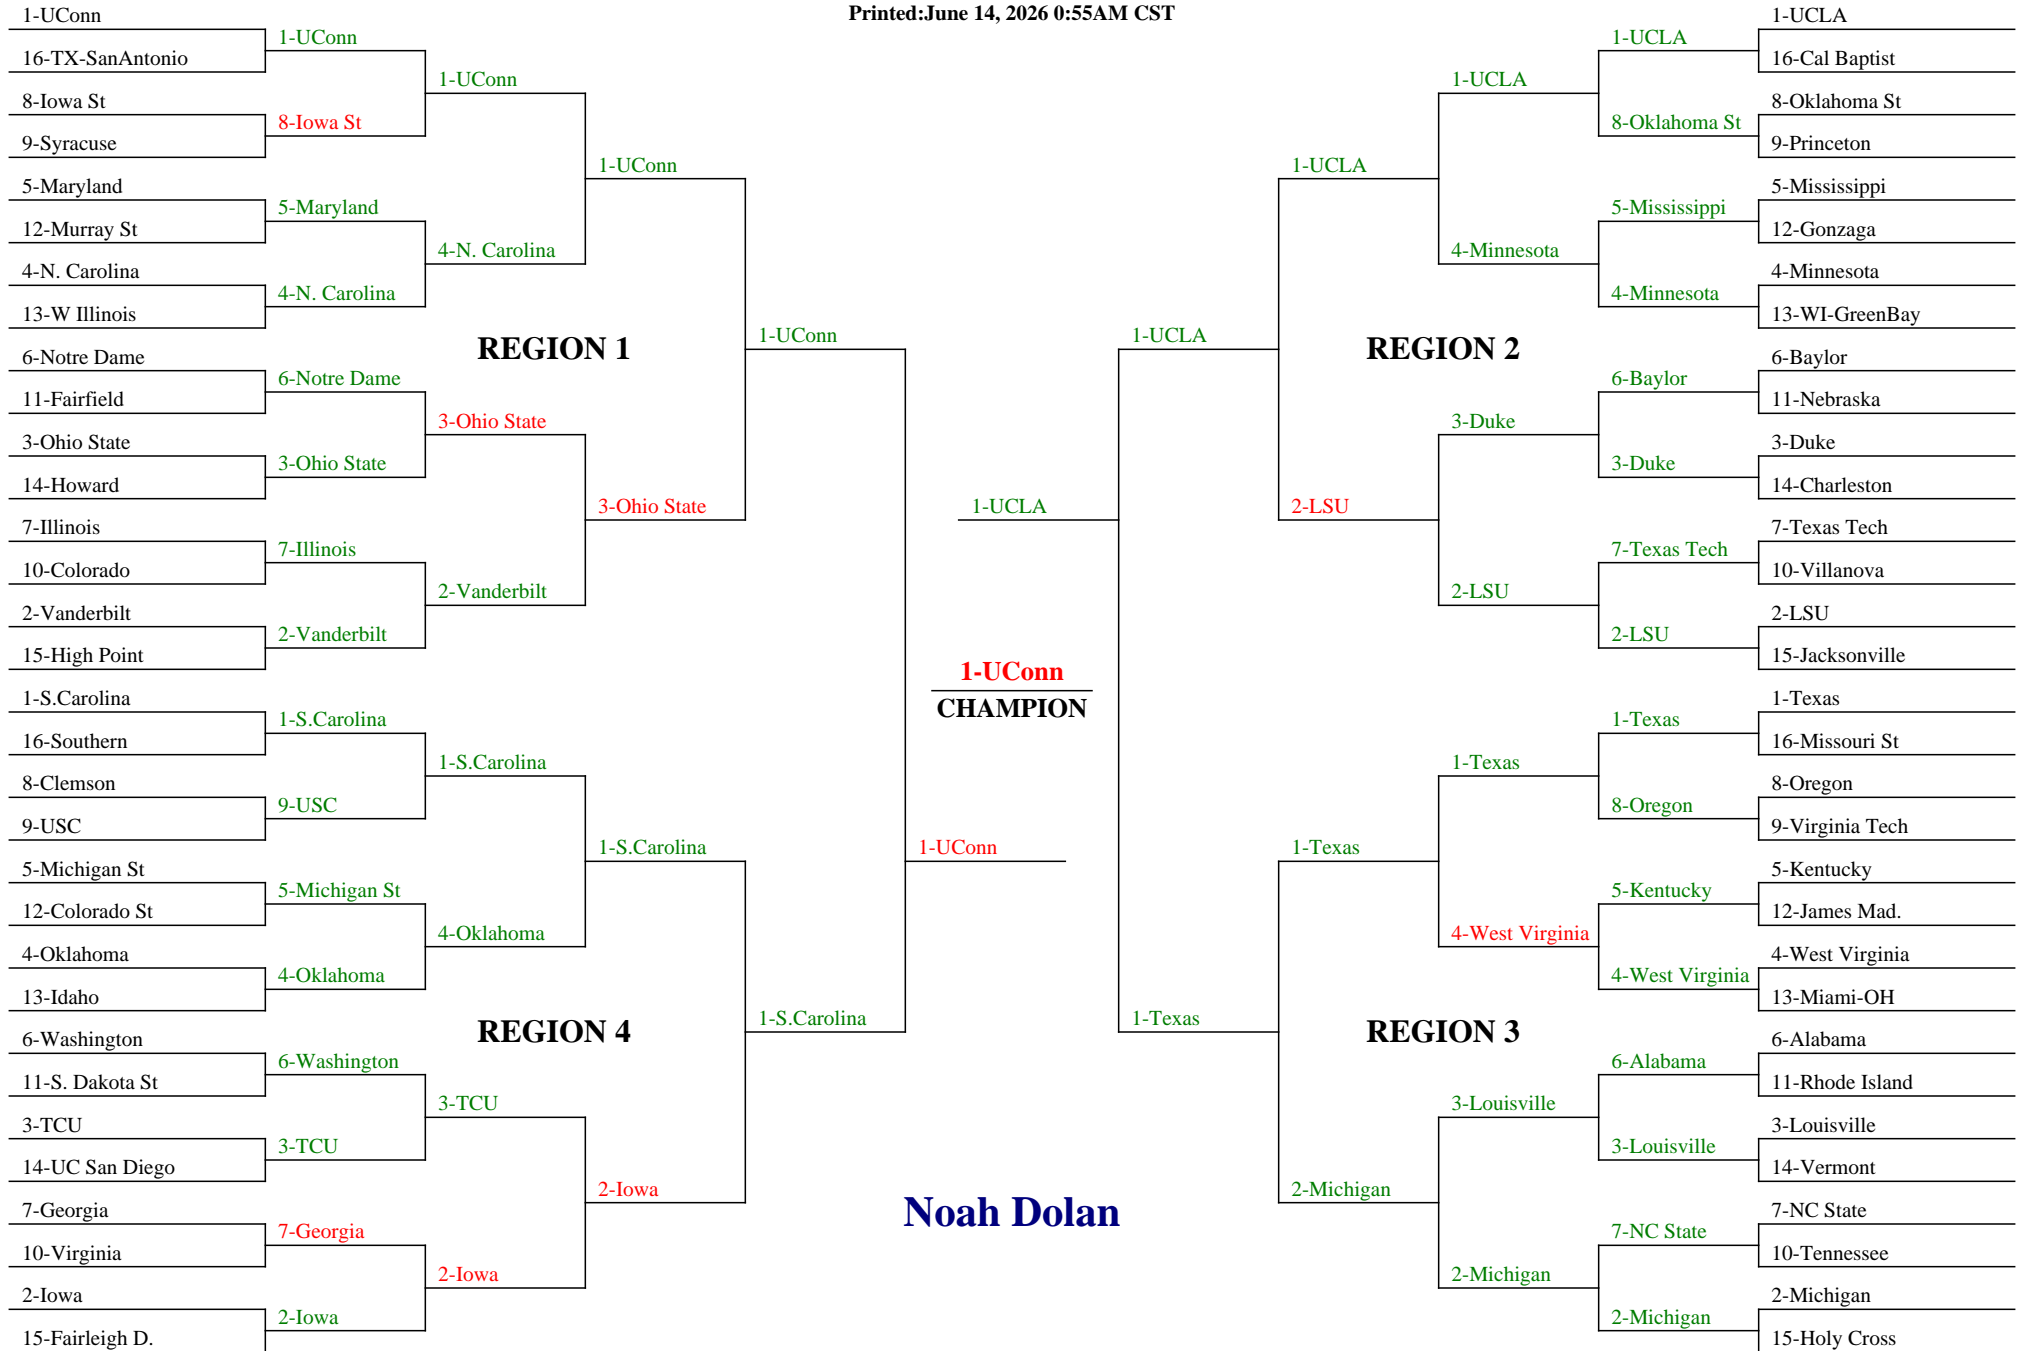 Printed:June 14, 2026 0:55AM CST
1-UConn
16-TX-SanAntonio
8-Iowa St
9-Syracuse
5-Maryland
12-Murray St
4-N. Carolina
13-W Illinois
6-Notre Dame
11-Fairfield
3-Ohio State
14-Howard
7-Illinois
10-Colorado
2-Vanderbilt
15-High Point
1-S.Carolina
16-Southern
8-Clemson
9-USC
5-Michigan St
12-Colorado St
4-Oklahoma
13-Idaho
6-Washington
11-S. Dakota St
3-TCU
14-UC San Diego
7-Georgia
10-Virginia
2-Iowa
15-Fairleigh D.
1-UConn
8-Iowa St
5-Maryland
4-N. Carolina
6-Notre Dame
3-Ohio State
7-Illinois
2-Vanderbilt
1-S.Carolina
9-USC
5-Michigan St
4-Oklahoma
6-Washington
3-TCU
7-Georgia
2-Iowa
1-UConn
4-N. Carolina
3-Ohio State
2-Vanderbilt
1-S.Carolina
4-Oklahoma
3-TCU
2-Iowa
REGION 1
REGION 4
1-UConn
3-Ohio State
1-S.Carolina
2-Iowa
1-UConn
1-S.Carolina
1-UConn
1-UCLA
1-UConn
CHAMPION
Noah Dolan
1-UCLA
1-Texas
1-UCLA
2-LSU
1-Texas
2-Michigan
REGION 2
REGION 3
1-UCLA
4-Minnesota
3-Duke
2-LSU
1-Texas
4-West Virginia
3-Louisville
2-Michigan
1-UCLA
8-Oklahoma St
5-Mississippi
4-Minnesota
6-Baylor
3-Duke
7-Texas Tech
2-LSU
1-Texas
8-Oregon
5-Kentucky
4-West Virginia
6-Alabama
3-Louisville
7-NC State
2-Michigan
1-UCLA
16-Cal Baptist
8-Oklahoma St
9-Princeton
5-Mississippi
12-Gonzaga
4-Minnesota
13-WI-GreenBay
6-Baylor
11-Nebraska
3-Duke
14-Charleston
7-Texas Tech
10-Villanova
2-LSU
15-Jacksonville
1-Texas
16-Missouri St
8-Oregon
9-Virginia Tech
5-Kentucky
12-James Mad.
4-West Virginia
13-Miami-OH
6-Alabama
11-Rhode Island
3-Louisville
14-Vermont
7-NC State
10-Tennessee
2-Michigan
15-Holy Cross